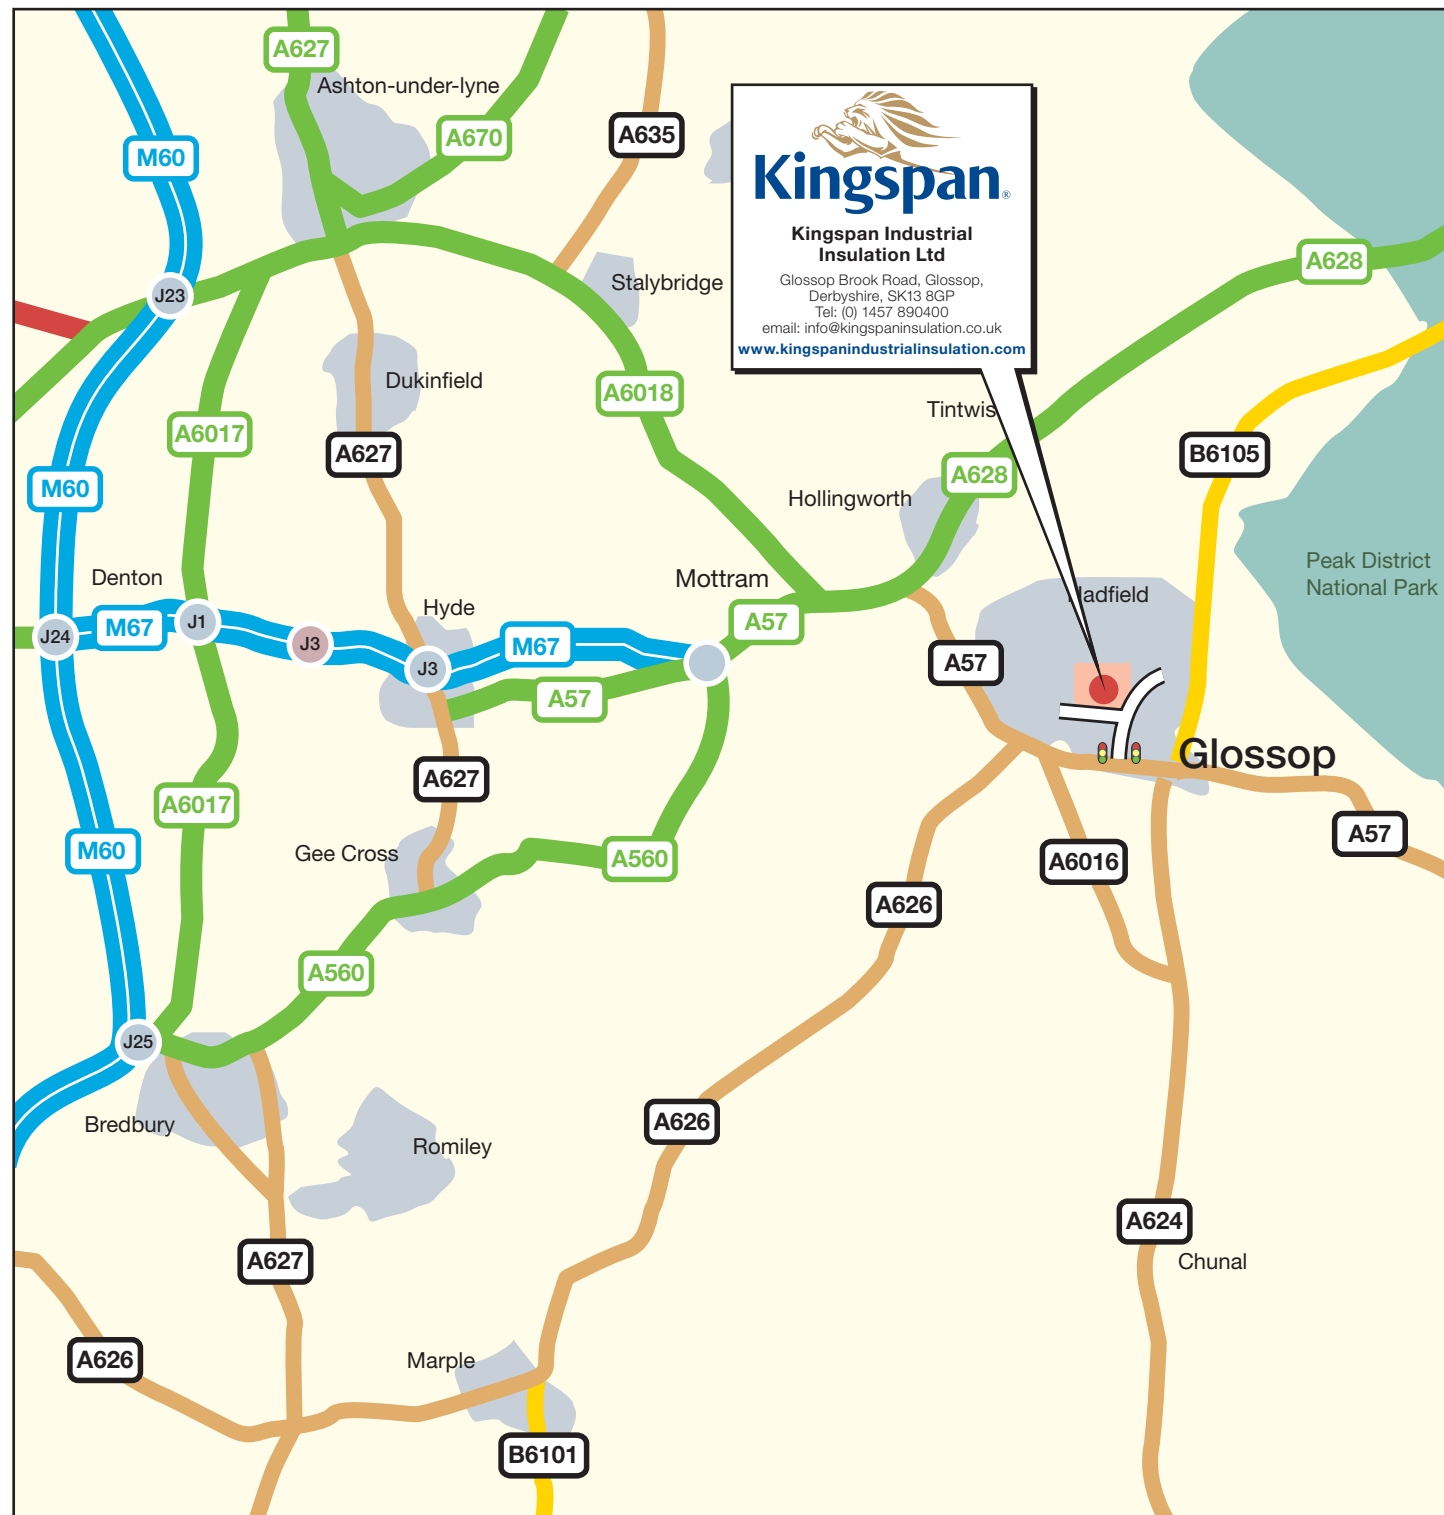 A627
Ashton-under-lyne
A670
A635
M60
Kingspan®
Kingspan Industrial
Insulation Ltd
Glossop Brook Road, Glossop,
Derbyshire, SK13 8GP
Tel: (0) 1457 890400
email: info@kingspaninsulation.co.uk
www.kingspanindustrialinsulation.com
A628
J23
Stalybridge
Dukinfield
A6018
Tintwis
A6017
A627
B6105
M60
A628
Hollingworth
Peak District
National Park
Denton
Mottram
Hyde
Hadfield
A57
J24
M67
J1
J3
M67
J3
A57
A57
Glossop
A627
A6017
A57
M60
Gee Cross
A560
A6016
A626
A560
J25
Bredbury
Romiley
A626
A624
A627
Chunal
A626
Marple
B6101